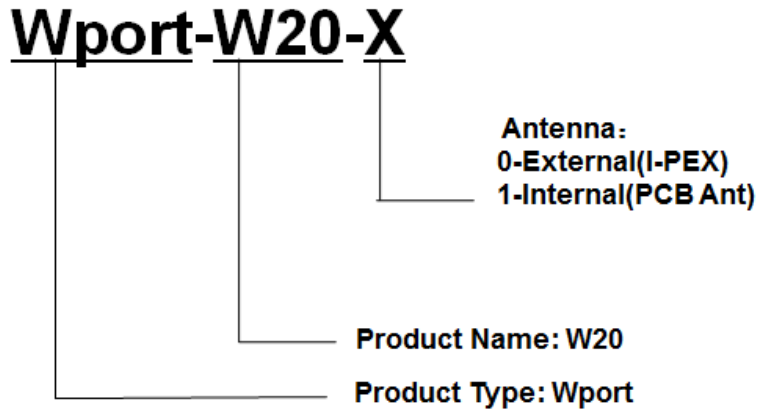 Wport-W20-X
Antenna：
0-External(I-PEX)
1-Internal(PCB Ant)
Product Name: W20
Product Type: Wport